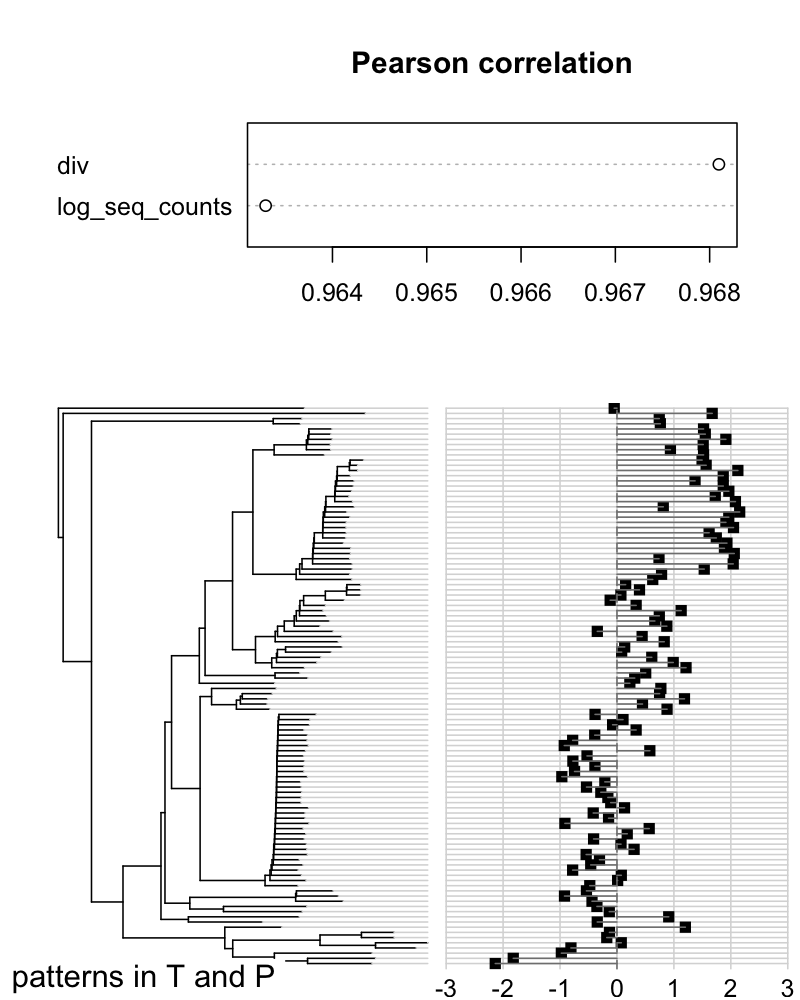 Pearson correlation
div
log_seq_counts
0.964 0.965 0.966 0.967 0.968
patterns in T and P
-3 -2 -1 0 1 2 3